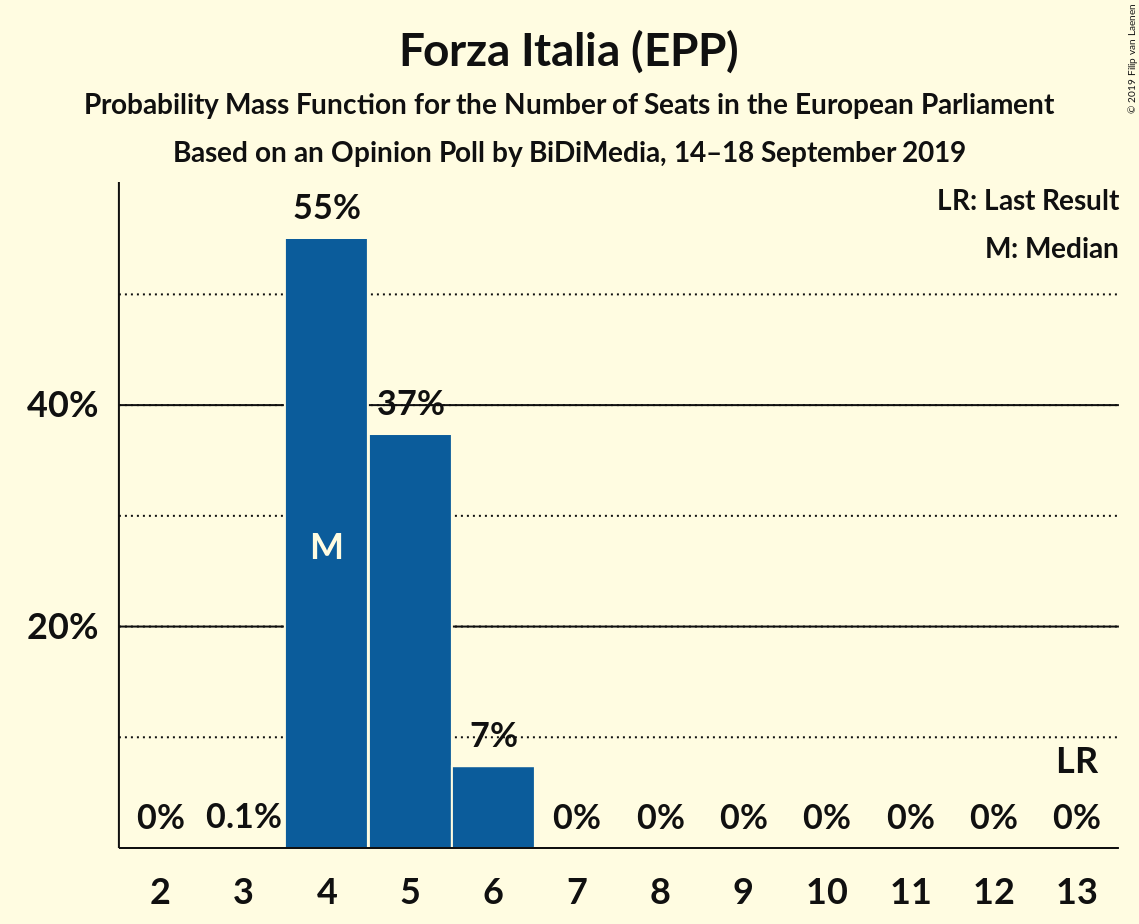 Forza Italia (EPP)
Probability Mass Function for the Number of Seats in the European Parliament
Based on an Opinion Poll by BiDiMedia, 14–18 September 2019
© 2019 Filip van Laenen
LR: Last Result
M: Median
55%
40%
37%
M
20%
7%
LR
0% 0.1% 0% 0% 0% 0% 0% 0% 0%
2 3 4 5 6 7 8 9 10 11 12 13